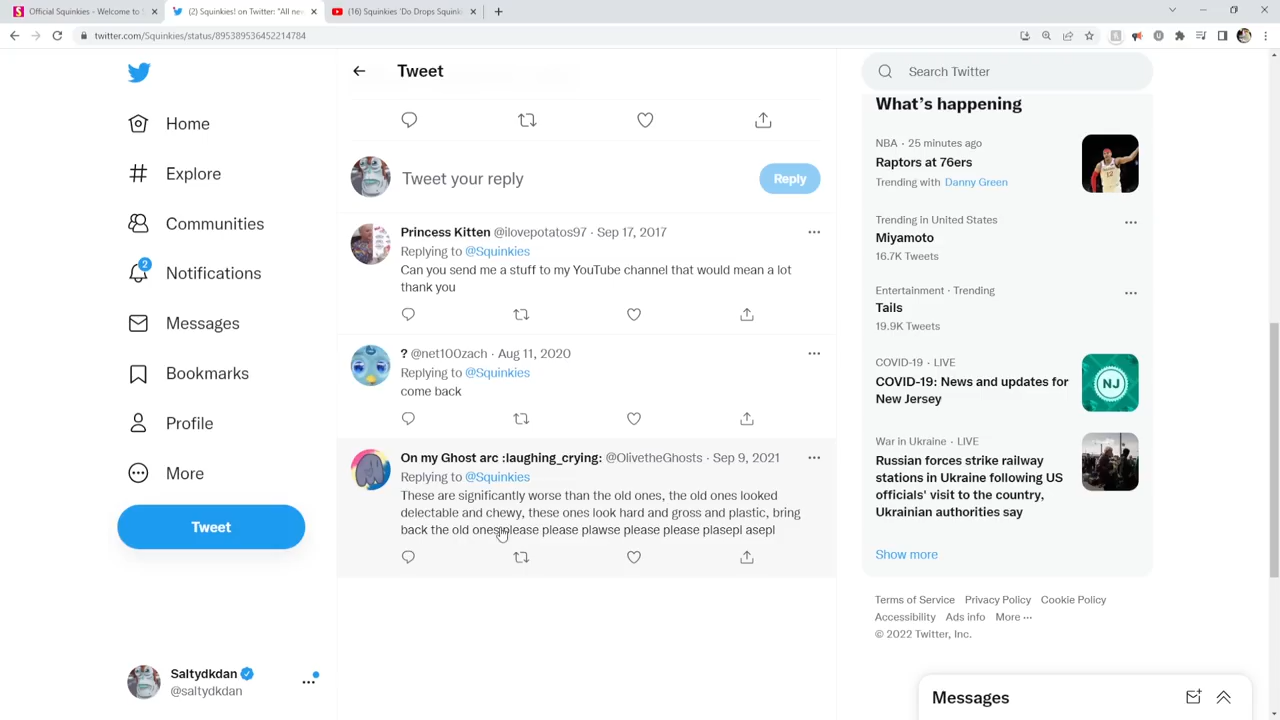 Official Squinkies - Welcome to S
(2) Squinkies! on Twitter: "All new
(16) Squinkies 'Do Drops Squink
twitter.com/Squinkies/status/895389536452214784
Home
Explore
Communities
2
Notifications
Messages
Bookmarks
Profile
More
Tweet
Saltydkdan
@saltydkdan
Tweet
Tweet your reply
Reply
Princess Kitten @ilovepotatos97 · Sep 17, 2017
Replying to @Squinkies
Can you send me a stuff to my YouTube channel that would mean a lot
thank you
? @net100zach · Aug 11, 2020
Replying to @Squinkies
come back
On my Ghost arc :laughing_crying: @OlivetheGhosts · Sep 9, 2021
Replying to @Squinkies
These are significantly worse than the old ones, the old ones looked
delectable and chewy, these ones look hard and gross and plastic, bring
back the old ones please please plawse please please plasepl asepl
Search Twitter
What's happening
NBA · 25 minutes ago
Raptors at 76ers
Trending with Danny Green
Trending in United States
Miyamoto
16.7K Tweets
Entertainment · Trending
Tails
19.9K Tweets
COVID-19 · LIVE
COVID-19: News and updates for
New Jersey
NJ
War in Ukraine · LIVE
Russian forces strike railway
stations in Ukraine following US
officials' visit to the country,
Ukrainian authorities say
Show more
Terms of Service Privacy Policy Cookie Policy
Accessibility Ads info More ···
© 2022 Twitter, Inc.
Messages